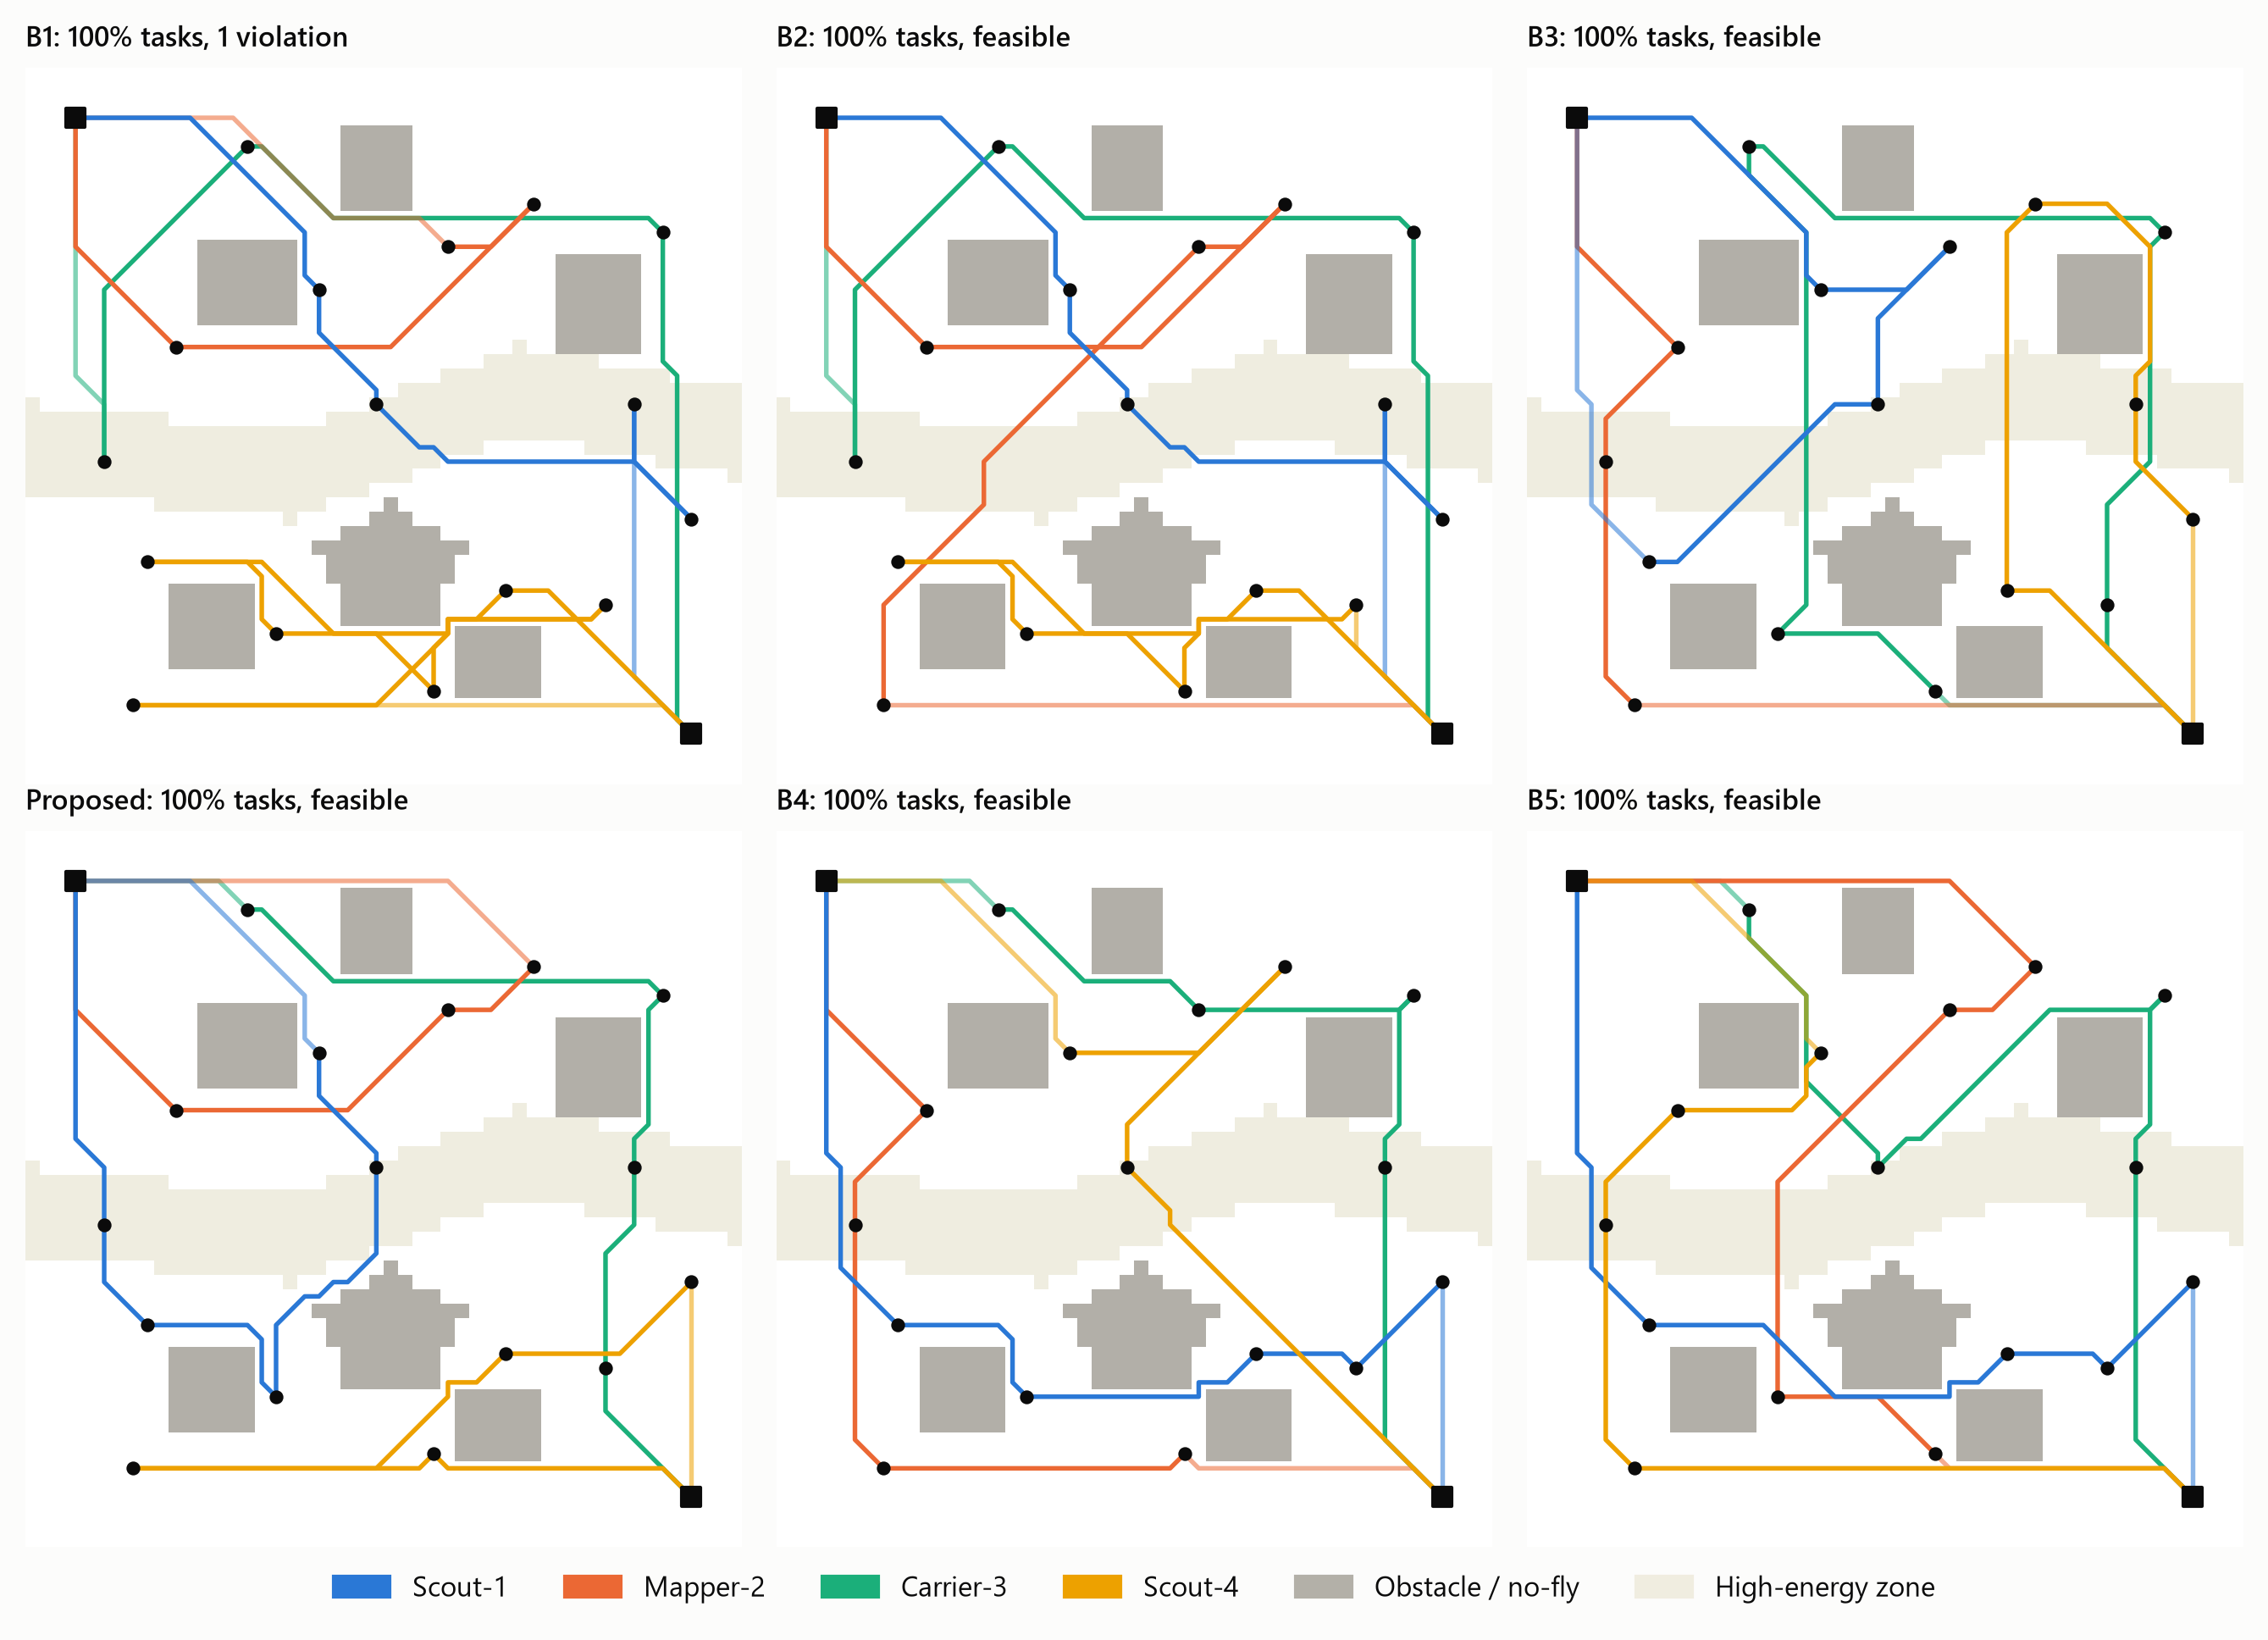 B1: 100% tasks, 1 violation
B2: 100% tasks, feasible
B3: 100% tasks, feasible
Proposed: 100% tasks, feasible
B4: 100% tasks, feasible
B5: 100% tasks, feasible
Scout-1
Mapper-2
Carrier-3
Scout-4
Obstacle / no-fly
High-energy zone